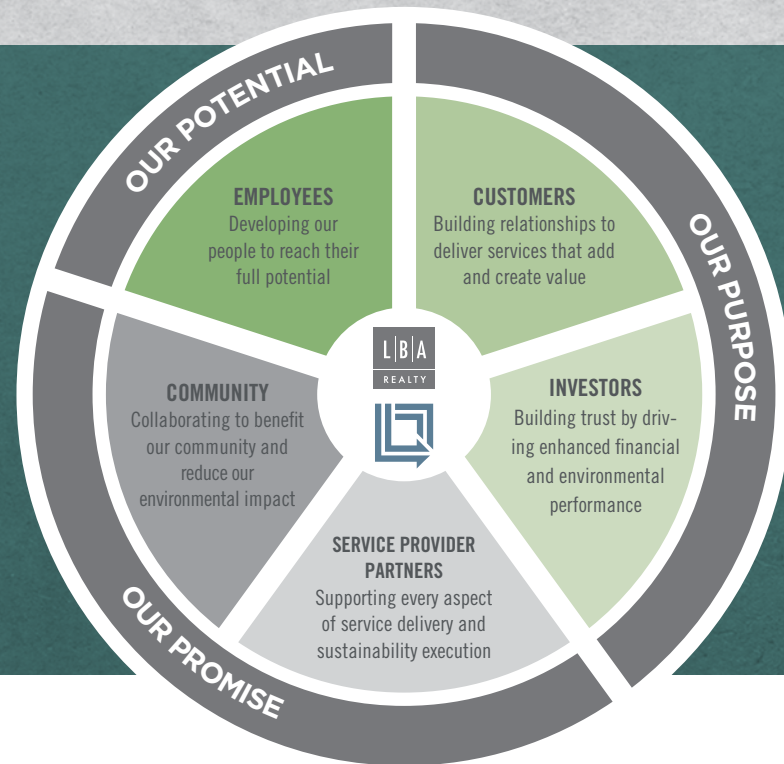 OUR POTENTIAL
EMPLOYEES
Developing our
people to reach their
full potential
CUSTOMERS
Building relationships to
deliver services that add
and create value
OUR PURPOSE
L|B|A
REALTY
COMMUNITY
Collaborating to benefit
our community and
reduce our
environmental impact
INVESTORS
Building trust by driv-
ing enhanced financial
and environmental
performance
SERVICE PROVIDER
PARTNERS
Supporting every aspect
of service delivery and
sustainability execution
OUR PROMISE